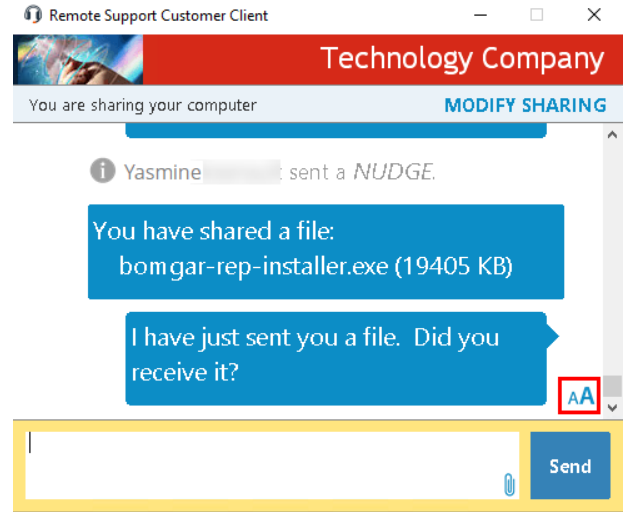 Remote Support Customer Client
Technology Company
You are sharing your computer MODIFY SHARING
Yasmine sent a NUDGE.
You have shared a file:
bomgar-rep-installer.exe (19405 KB)
I have just sent you a file. Did you
receive it?
AA
Send